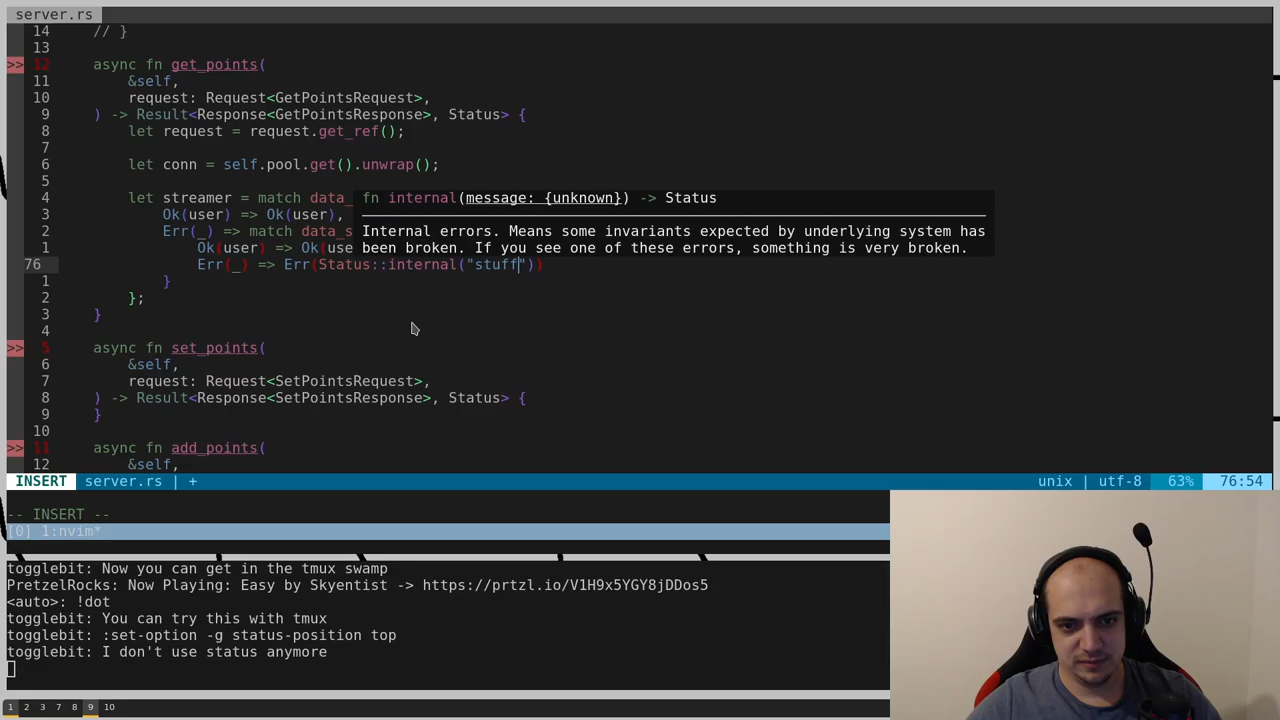 server.rs
14 // }
13
>> 12 async fn get_points(
11 &self,
10 request: Request<GetPointsRequest>,
9 ) -> Result<Response<GetPointsResponse>, Status> {
8 let request = request.get_ref();
7
6 let conn = self.pool.get().unwrap();
5
4 let streamer = match data_ fn internal(message: {unknown}) -> Status
3 Ok(user) => Ok(user),
2 Err(_) => match data_s Internal errors. Means some invariants expected by underlying system has
1 Ok(user) => Ok(use been broken. If you see one of these errors, something is very broken.
76 Err(_) => Err(Status::internal("stuff"))
1 }
2 };
3 }
4
>> 5 async fn set_points(
6 &self,
7 request: Request<SetPointsRequest>,
8 ) -> Result<Response<SetPointsResponse>, Status> {
9 }
10
>> 11 async fn add_points(
12 &self,
INSERT server.rs | + unix | utf-8 63% 76:54
-- INSERT --
[0] 1:nvim*
togglebit: Now you can get in the tmux swamp
PretzelRocks: Now Playing: Easy by Skyentist -> https://prtzl.io/V1H9x5YGY8jDDos5
<auto>: !dot
togglebit: You can try this with tmux
togglebit: :set-option -g status-position top
togglebit: I don't use status anymore
1 2 3 7 8 9 10